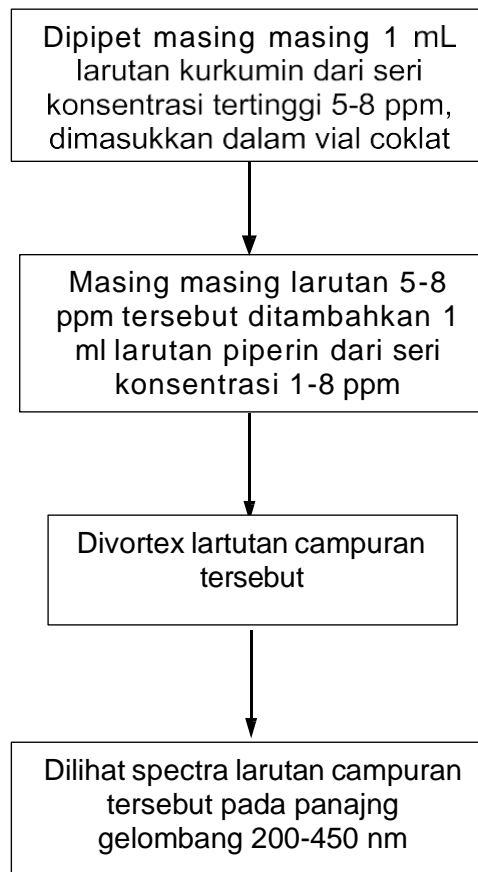 Dipipet masing masing 1 mL
larutan kurkumin dari seri
konsentrasi tertinggi 5-8 ppm,
dimasukkan dalam vial coklat
Masing masing larutan 5-8
ppm tersebut ditambahkan 1
ml larutan piperin dari seri
konsentrasi 1-8 ppm
Divortex lartutan campuran
tersebut
Dilihat spectra larutan campuran
tersebut pada panajng
gelombang 200-450 nm